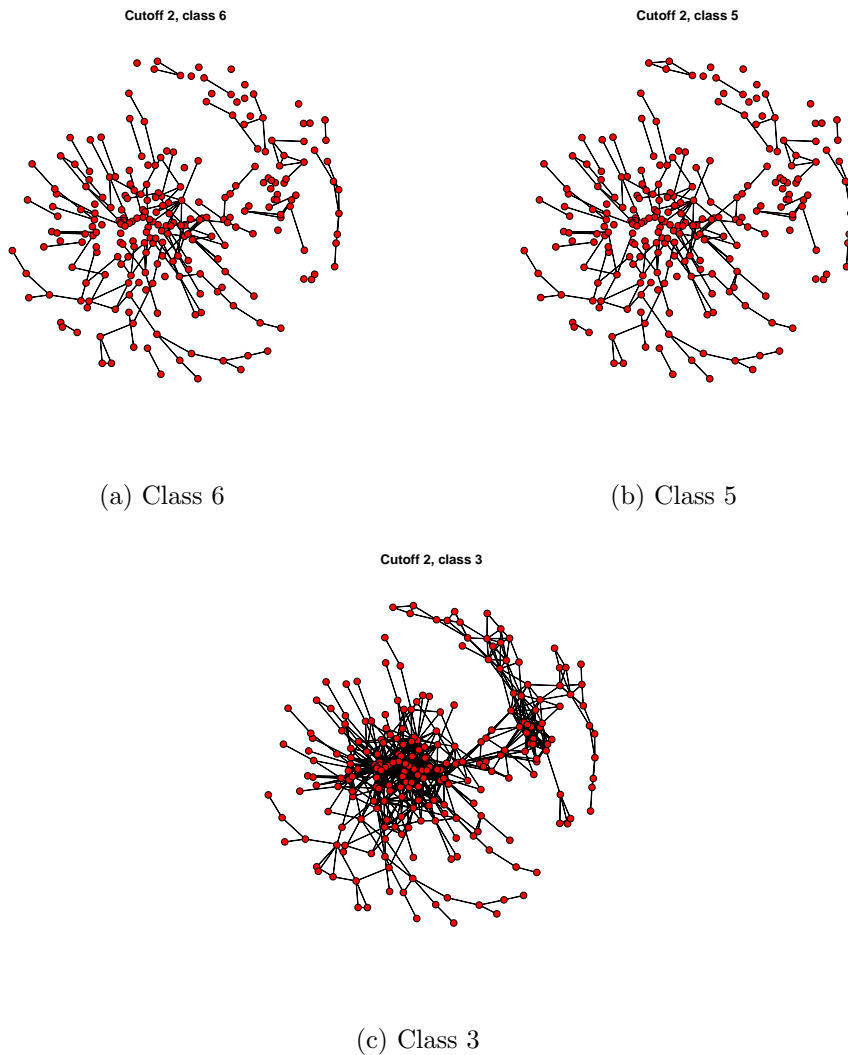 Cutoff 2, class 6
Cutoff 2, class 5
(a) Class 6
(b) Class 5
Cutoff 2, class 3
(c) Class 3